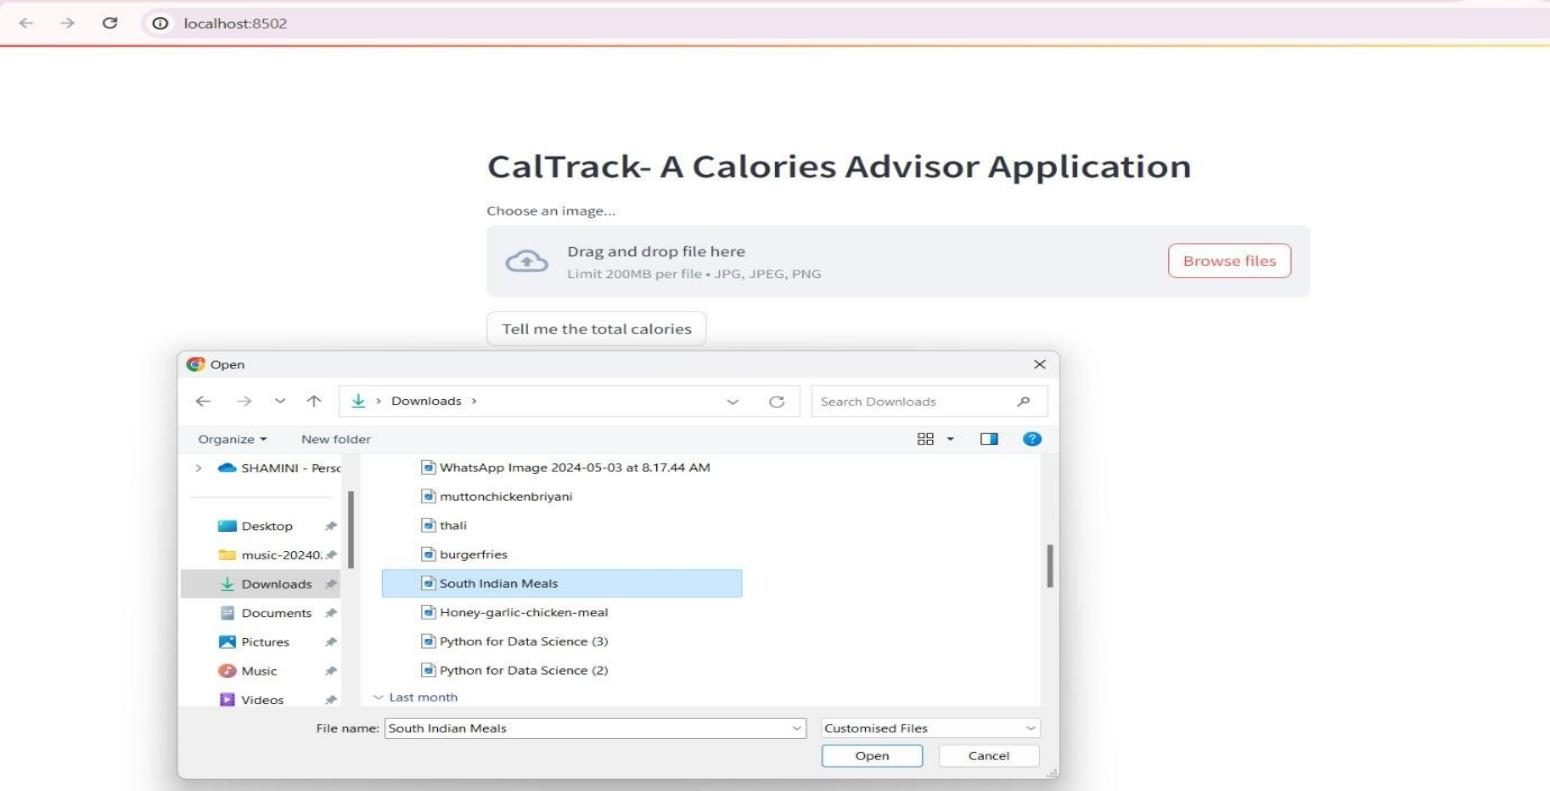 localhost:8502
CalTrack- A Calories Advisor Application
Choose an image...
Drag and drop file here
Limit 200MB per file • JPG, JPEG, PNG
Browse files
Tell me the total calories
Open
Downloads
Search Downloads
Organize
New folder
SHAMINI - Persc
Desktop
music-20240
Downloads
Documents
Pictures
Music
Videos
WhatsApp Image 2024-05-03 at 8.17.44 AM
muttonchickenbriyani
thali
burgerfries
South Indian Meals
Honey-garlic-chicken-meal
Python for Data Science (3)
Python for Data Science (2)
Last month
File name: South Indian Meals
Customised Files
Open
Cancel